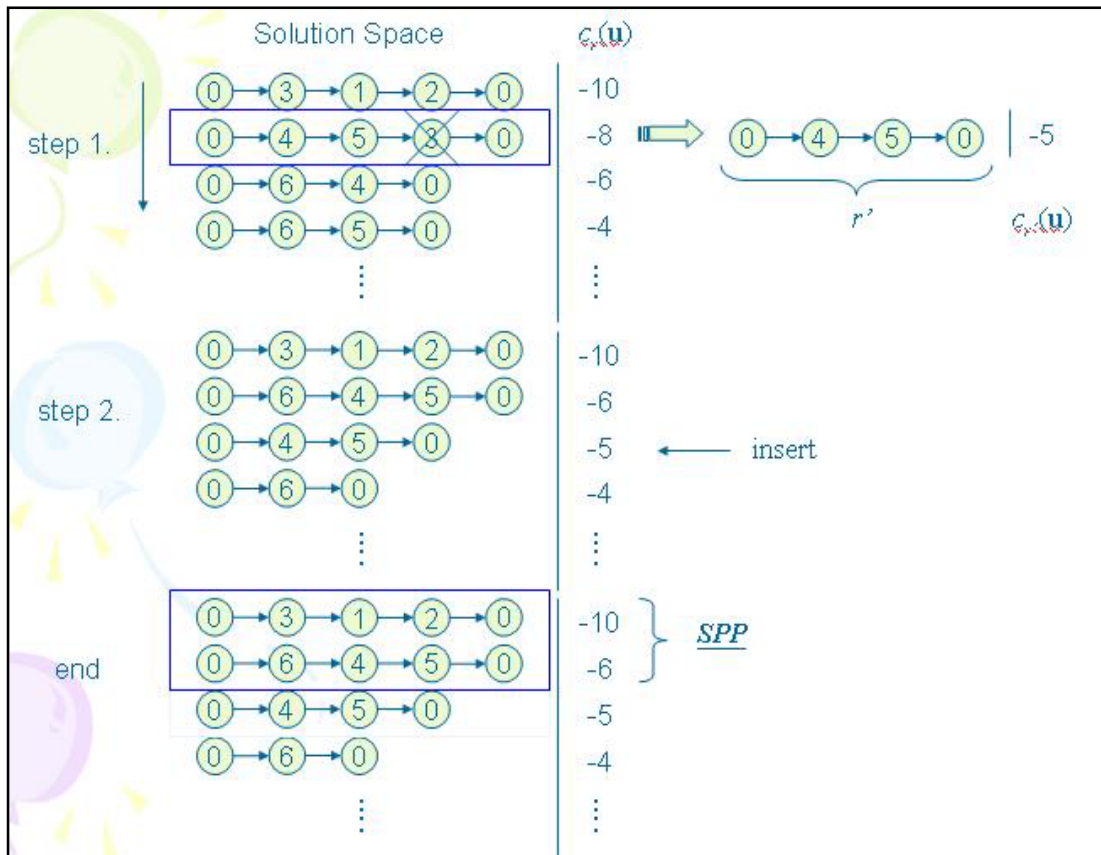 Solution Space c_r(u)
0 3 1 2 0 -10
step 1. 0 4 5 3 0 -8 0 4 5 0 -5
0 6 4 0 -6
0 6 5 0 -4 r' c_r'(u)
⋮ ⋮
0 3 1 2 0 -10
step 2. 0 6 4 5 0 -6
0 4 5 0 -5 insert
0 6 0 -4
⋮ ⋮
0 3 1 2 0 -10 SPP
end 0 6 4 5 0 -6
0 4 5 0 -5
0 6 0 -4
⋮ ⋮